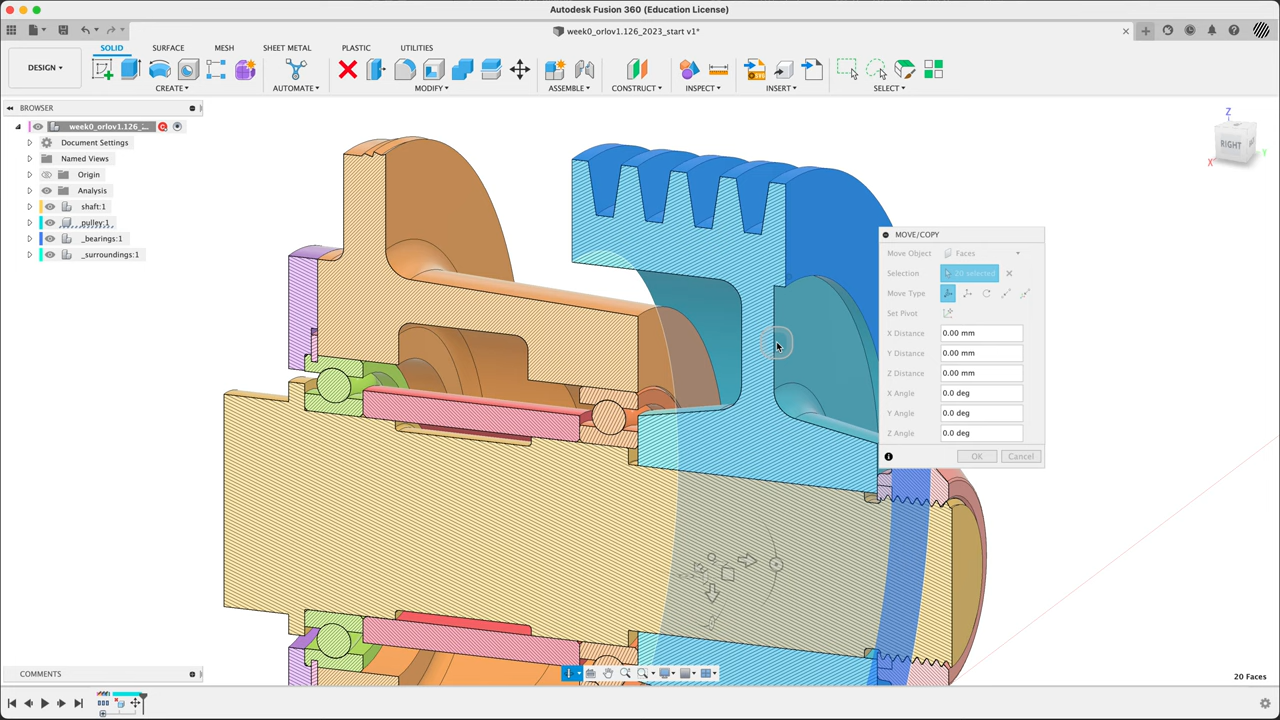 Autodesk Fusion 360 (Education License)
week0_orlov1.126_2023_start v1*
SOLID SURFACE MESH SHEET METAL PLASTIC UTILITIES
DESIGN
CREATE AUTOMATE MODIFY ASSEMBLE CONSTRUCT INSPECT INSERT SELECT
BROWSER
week0_orlov1.126_...
Document Settings
Named Views
Origin
Analysis
shaft:1
pulley:1
_bearings:1
_surroundings:1
Z
RIGHT
X
Y
MOVE/COPY
Move Object Faces
Selection 20 selected
Move Type
Set Pivot
X Distance 0.00 mm
Y Distance 0.00 mm
Z Distance 0.00 mm
X Angle 0.0 deg
Y Angle 0.0 deg
Z Angle 0.0 deg
OK Cancel
COMMENTS
20 Faces